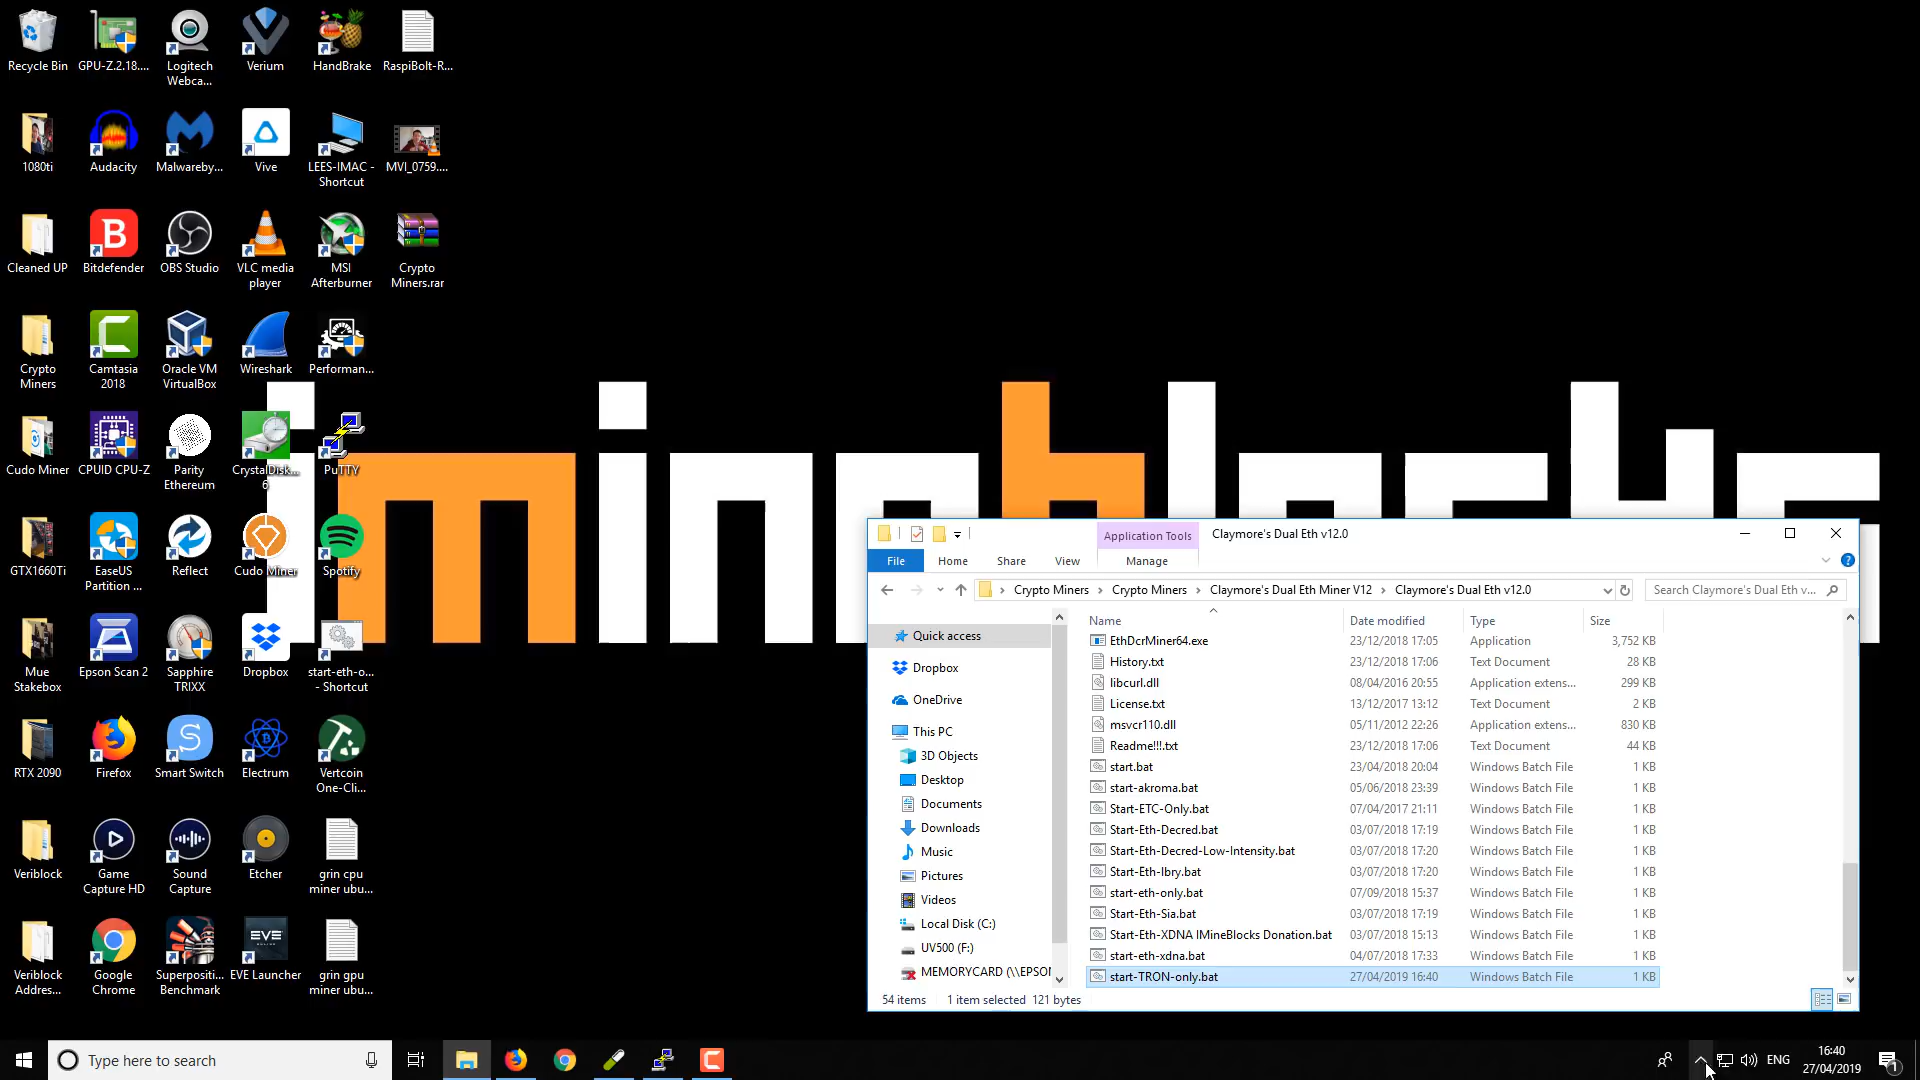 Recycle Bin
GPU-Z.2.18....
Logitech
Webca...
Verium
HandBrake
RaspiBolt-R...
1080ti
Audacity
Malwareby...
Vive
LEES-IMAC -
Shortcut
MVI_0759....
Cleaned UP
Bitdefender
OBS Studio
VLC media
player
MSI
Afterburner
Crypto
Miners.rar
Crypto
Miners
Camtasia
2018
Oracle VM
VirtualBox
Wireshark
Performan...
Cudo Miner
CPUID CPU-Z
Parity
Ethereum
CrystalDisk...
6
PuTTY
GTX1660Ti
EaseUS
Partition ...
Reflect
Cudo Miner
Spotify
Mue
Stakebox
Epson Scan 2
Sapphire
TRIXX
Dropbox
start-eth-o...
- Shortcut
RTX 2090
Firefox
Smart Switch
Electrum
Vertcoin
One-Cli...
Veriblock
Game
Capture HD
Sound
Capture
Etcher
grin cpu
miner ubu...
Veriblock
Addres...
Google
Chrome
Superpositi...
Benchmark
EVE
EVE Launcher
grin gpu
miner ubu...
Application Tools
Claymore's Dual Eth v12.0
File
Home
Share
View
Manage
Crypto Miners
Crypto Miners
Claymore's Dual Eth Miner V12
Claymore's Dual Eth v12.0
Search Claymore's Dual Eth v...
Quick access
Dropbox
OneDrive
This PC
3D Objects
Desktop
Documents
Downloads
Music
Pictures
Videos
Local Disk (C:)
UV500 (F:)
MEMORYCARD (\\EPSON
Name Date modified Type Size
EthDcrMiner64.exe 23/12/2018 17:05 Application 3,752 KB
History.txt 23/12/2018 17:06 Text Document 28 KB
libcurl.dll 08/04/2016 20:55 Application extens... 299 KB
License.txt 13/12/2017 13:12 Text Document 2 KB
msvcr110.dll 05/11/2012 22:26 Application extens... 830 KB
Readme!!!.txt 23/12/2018 17:06 Text Document 44 KB
start.bat 23/04/2018 20:04 Windows Batch File 1 KB
start-akroma.bat 05/06/2018 23:39 Windows Batch File 1 KB
Start-ETC-Only.bat 07/04/2017 21:11 Windows Batch File 1 KB
Start-Eth-Decred.bat 03/07/2018 17:19 Windows Batch File 1 KB
Start-Eth-Decred-Low-Intensity.bat 03/07/2018 17:20 Windows Batch File 1 KB
Start-Eth-lbry.bat 03/07/2018 17:20 Windows Batch File 1 KB
start-eth-only.bat 07/09/2018 15:37 Windows Batch File 1 KB
Start-Eth-Sia.bat 03/07/2018 17:19 Windows Batch File 1 KB
Start-Eth-XDNA IMineBlocks Donation.bat 03/07/2018 15:13 Windows Batch File 1 KB
start-eth-xdna.bat 04/07/2018 17:33 Windows Batch File 1 KB
start-TRON-only.bat 27/04/2019 16:40 Windows Batch File 1 KB
54 items 1 item selected 121 bytes
Type here to search
ENG
16:40
27/04/2019
1